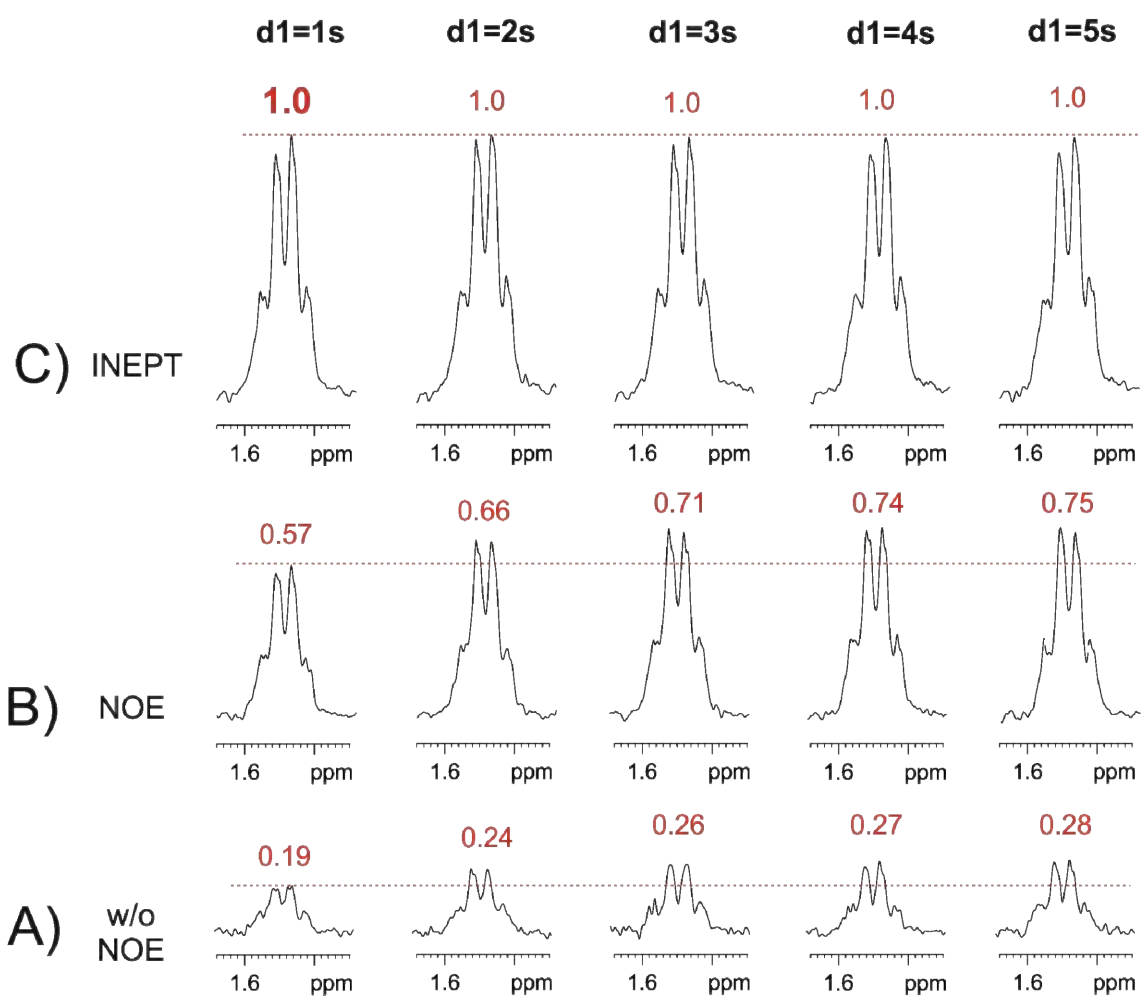 d1=1s d1=2s d1=3s d1=4s d1=5s
1.0 1.0 1.0 1.0 1.0
C) INEPT
1.6 ppm 1.6 ppm 1.6 ppm 1.6 ppm 1.6 ppm
0.57 0.66 0.71 0.74 0.75
B) NOE
1.6 ppm 1.6 ppm 1.6 ppm 1.6 ppm 1.6 ppm
0.19 0.24 0.26 0.27 0.28
A) w/o
NOE
1.6 ppm 1.6 ppm 1.6 ppm 1.6 ppm 1.6 ppm